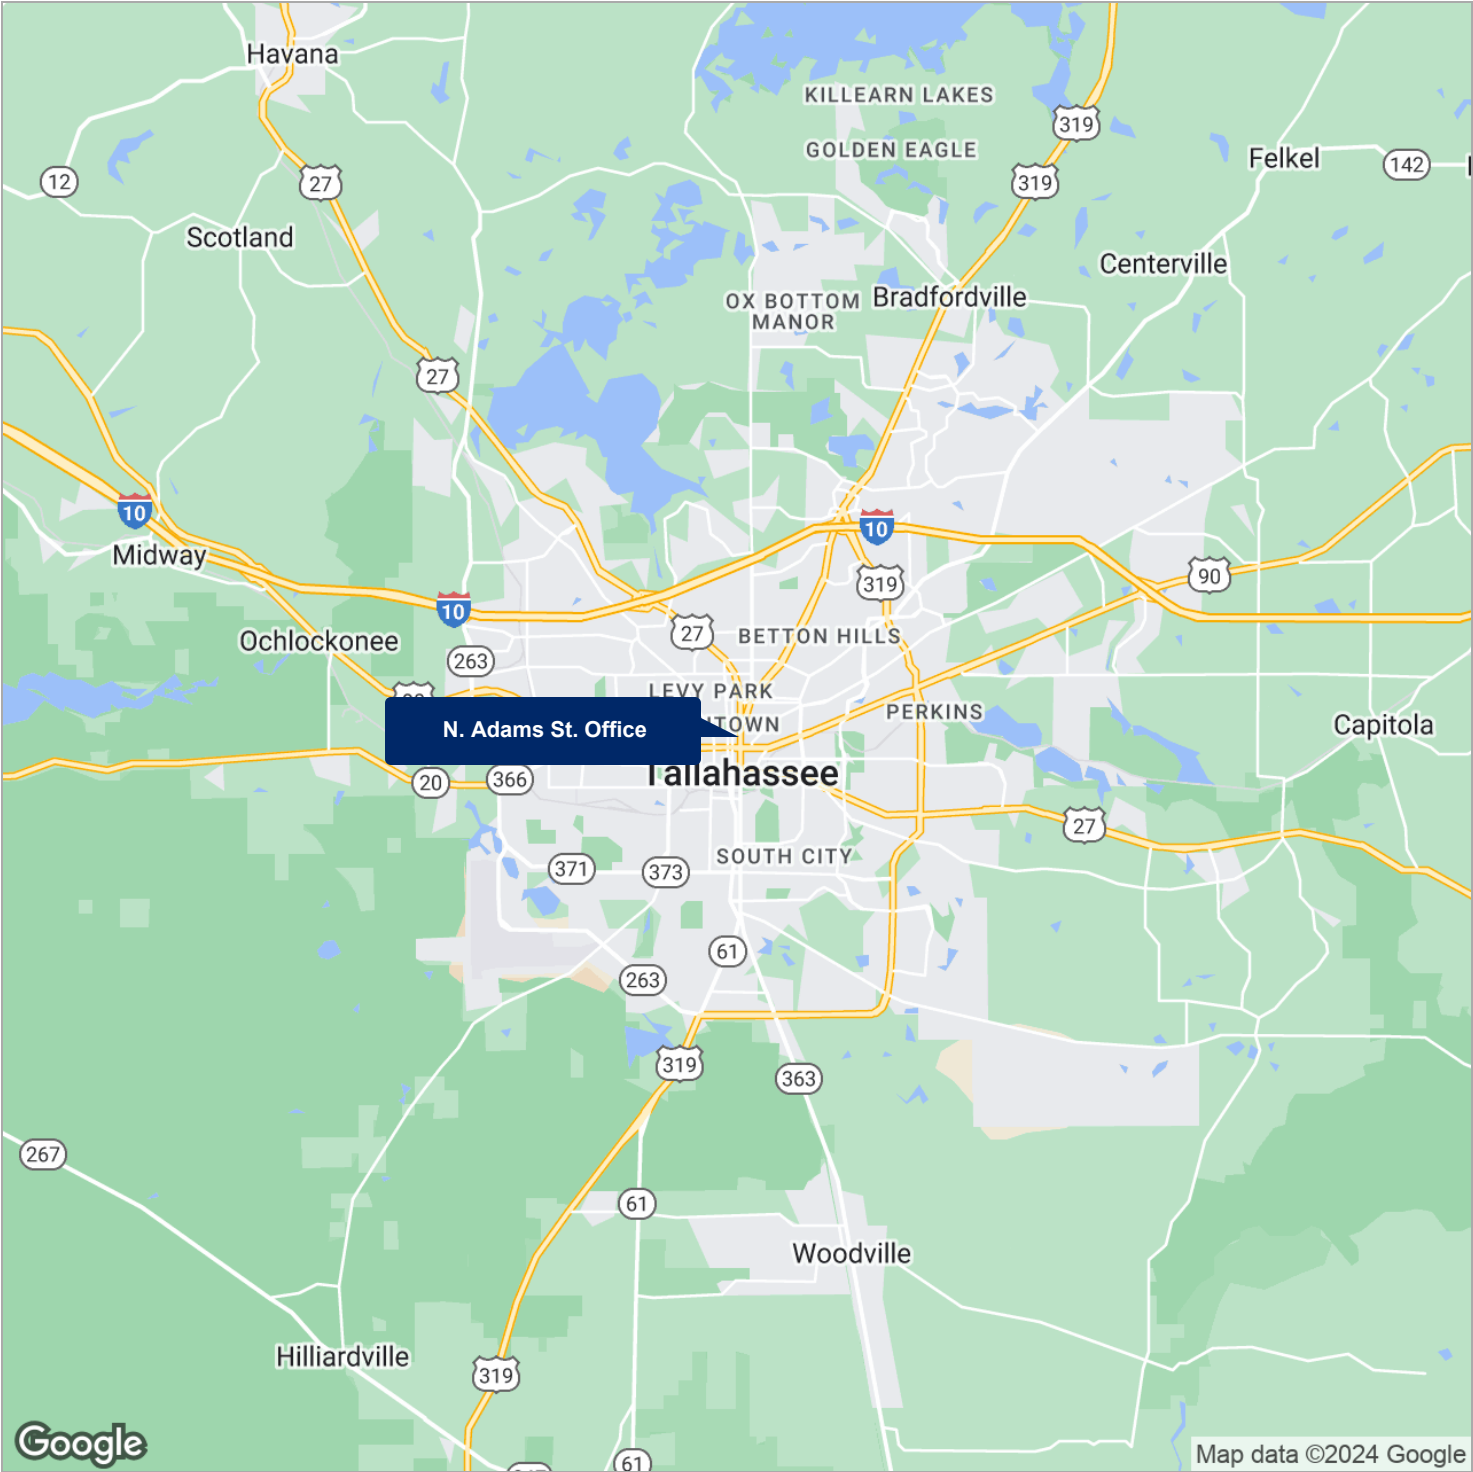 Havana
KILLEARN LAKES
319
GOLDEN EAGLE
Felkel
142
12
27
319
Scotland
Centerville
OX BOTTOM
MANOR
Bradfordville
27
10
10
Midway
319
90
10
27
BETTON HILLS
Ochlockonee
263
LEVY PARK
PERKINS
N. Adams St. Office
Capitola
Tallahassee
20
366
27
SOUTH CITY
371
373
61
263
319
363
267
61
Woodville
Hilliardville
319
61
Google
Map data ©2024 Google